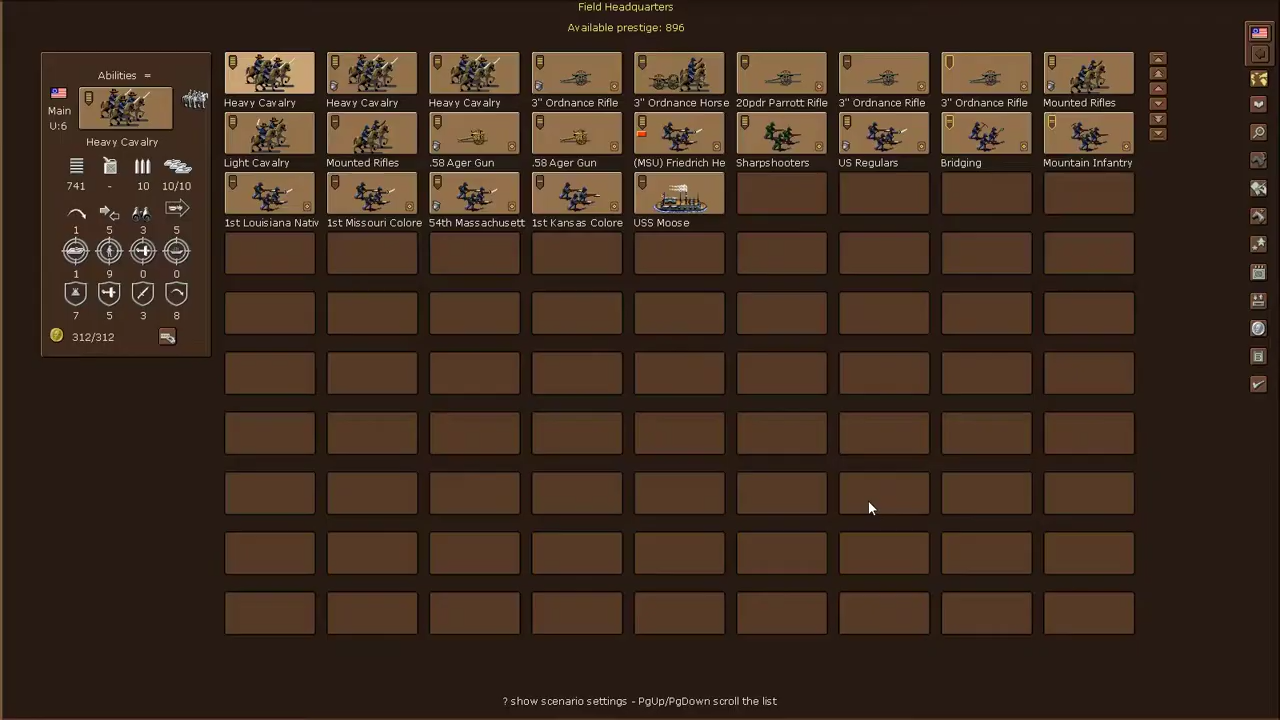 Field Headquarters
Available prestige: 896
Abilities =
Main
U:6
Heavy Cavalry
741 - 10 10/10
1 5 3 5
1 9 0 0
7 5 3 8
312/312
Heavy Cavalry Heavy Cavalry Heavy Cavalry 3" Ordnance Rifle 3" Ordnance Horse 20pdr Parrott Rifle 3" Ordnance Rifle 3" Ordnance Rifle Mounted Rifles
Light Cavalry Mounted Rifles .58 Ager Gun .58 Ager Gun (MSU) Friedrich He Sharpshooters US Regulars Bridging Mountain Infantry
1st Louisiana Nativ 1st Missouri Colore 54th Massachusett 1st Kansas Colore USS Moose
? show scenario settings - PgUp/PgDown scroll the list